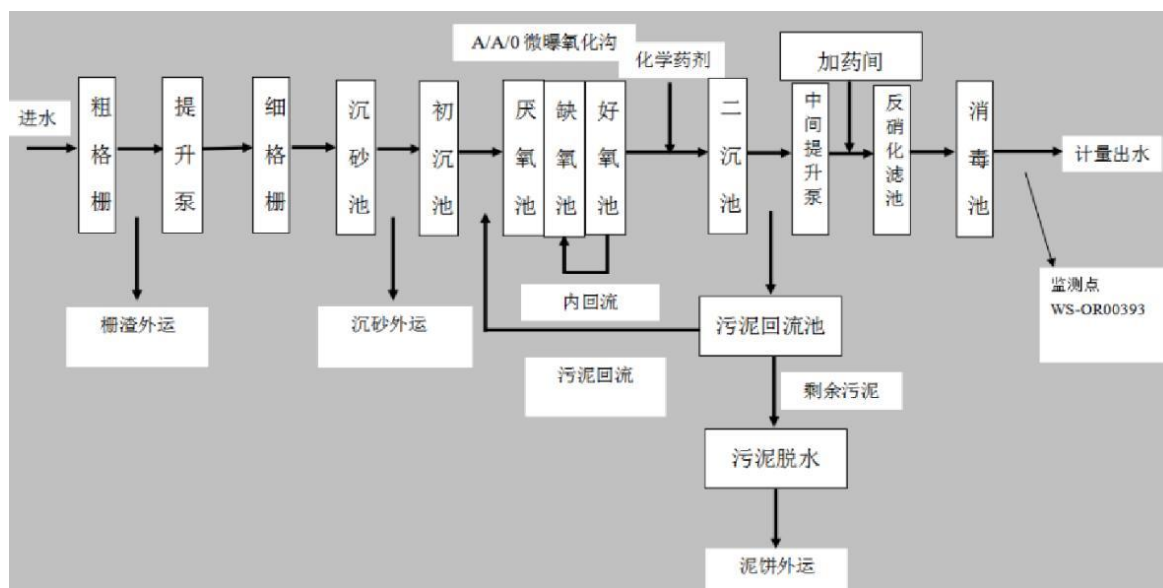 A/A/0 微曝氧化沟
化学药剂
加药间
进水
粗格栅
提升泵
细格栅
沉砂池
初沉池
厌氧池
缺氧池
好氧池
二沉池
中间提升泵
反硝化滤池
消毒池
计量出水
内回流
监测点
WS-OR00393
栅渣外运
沉砂外运
污泥回流池
污泥回流
剩余污泥
污泥脱水
泥饼外运